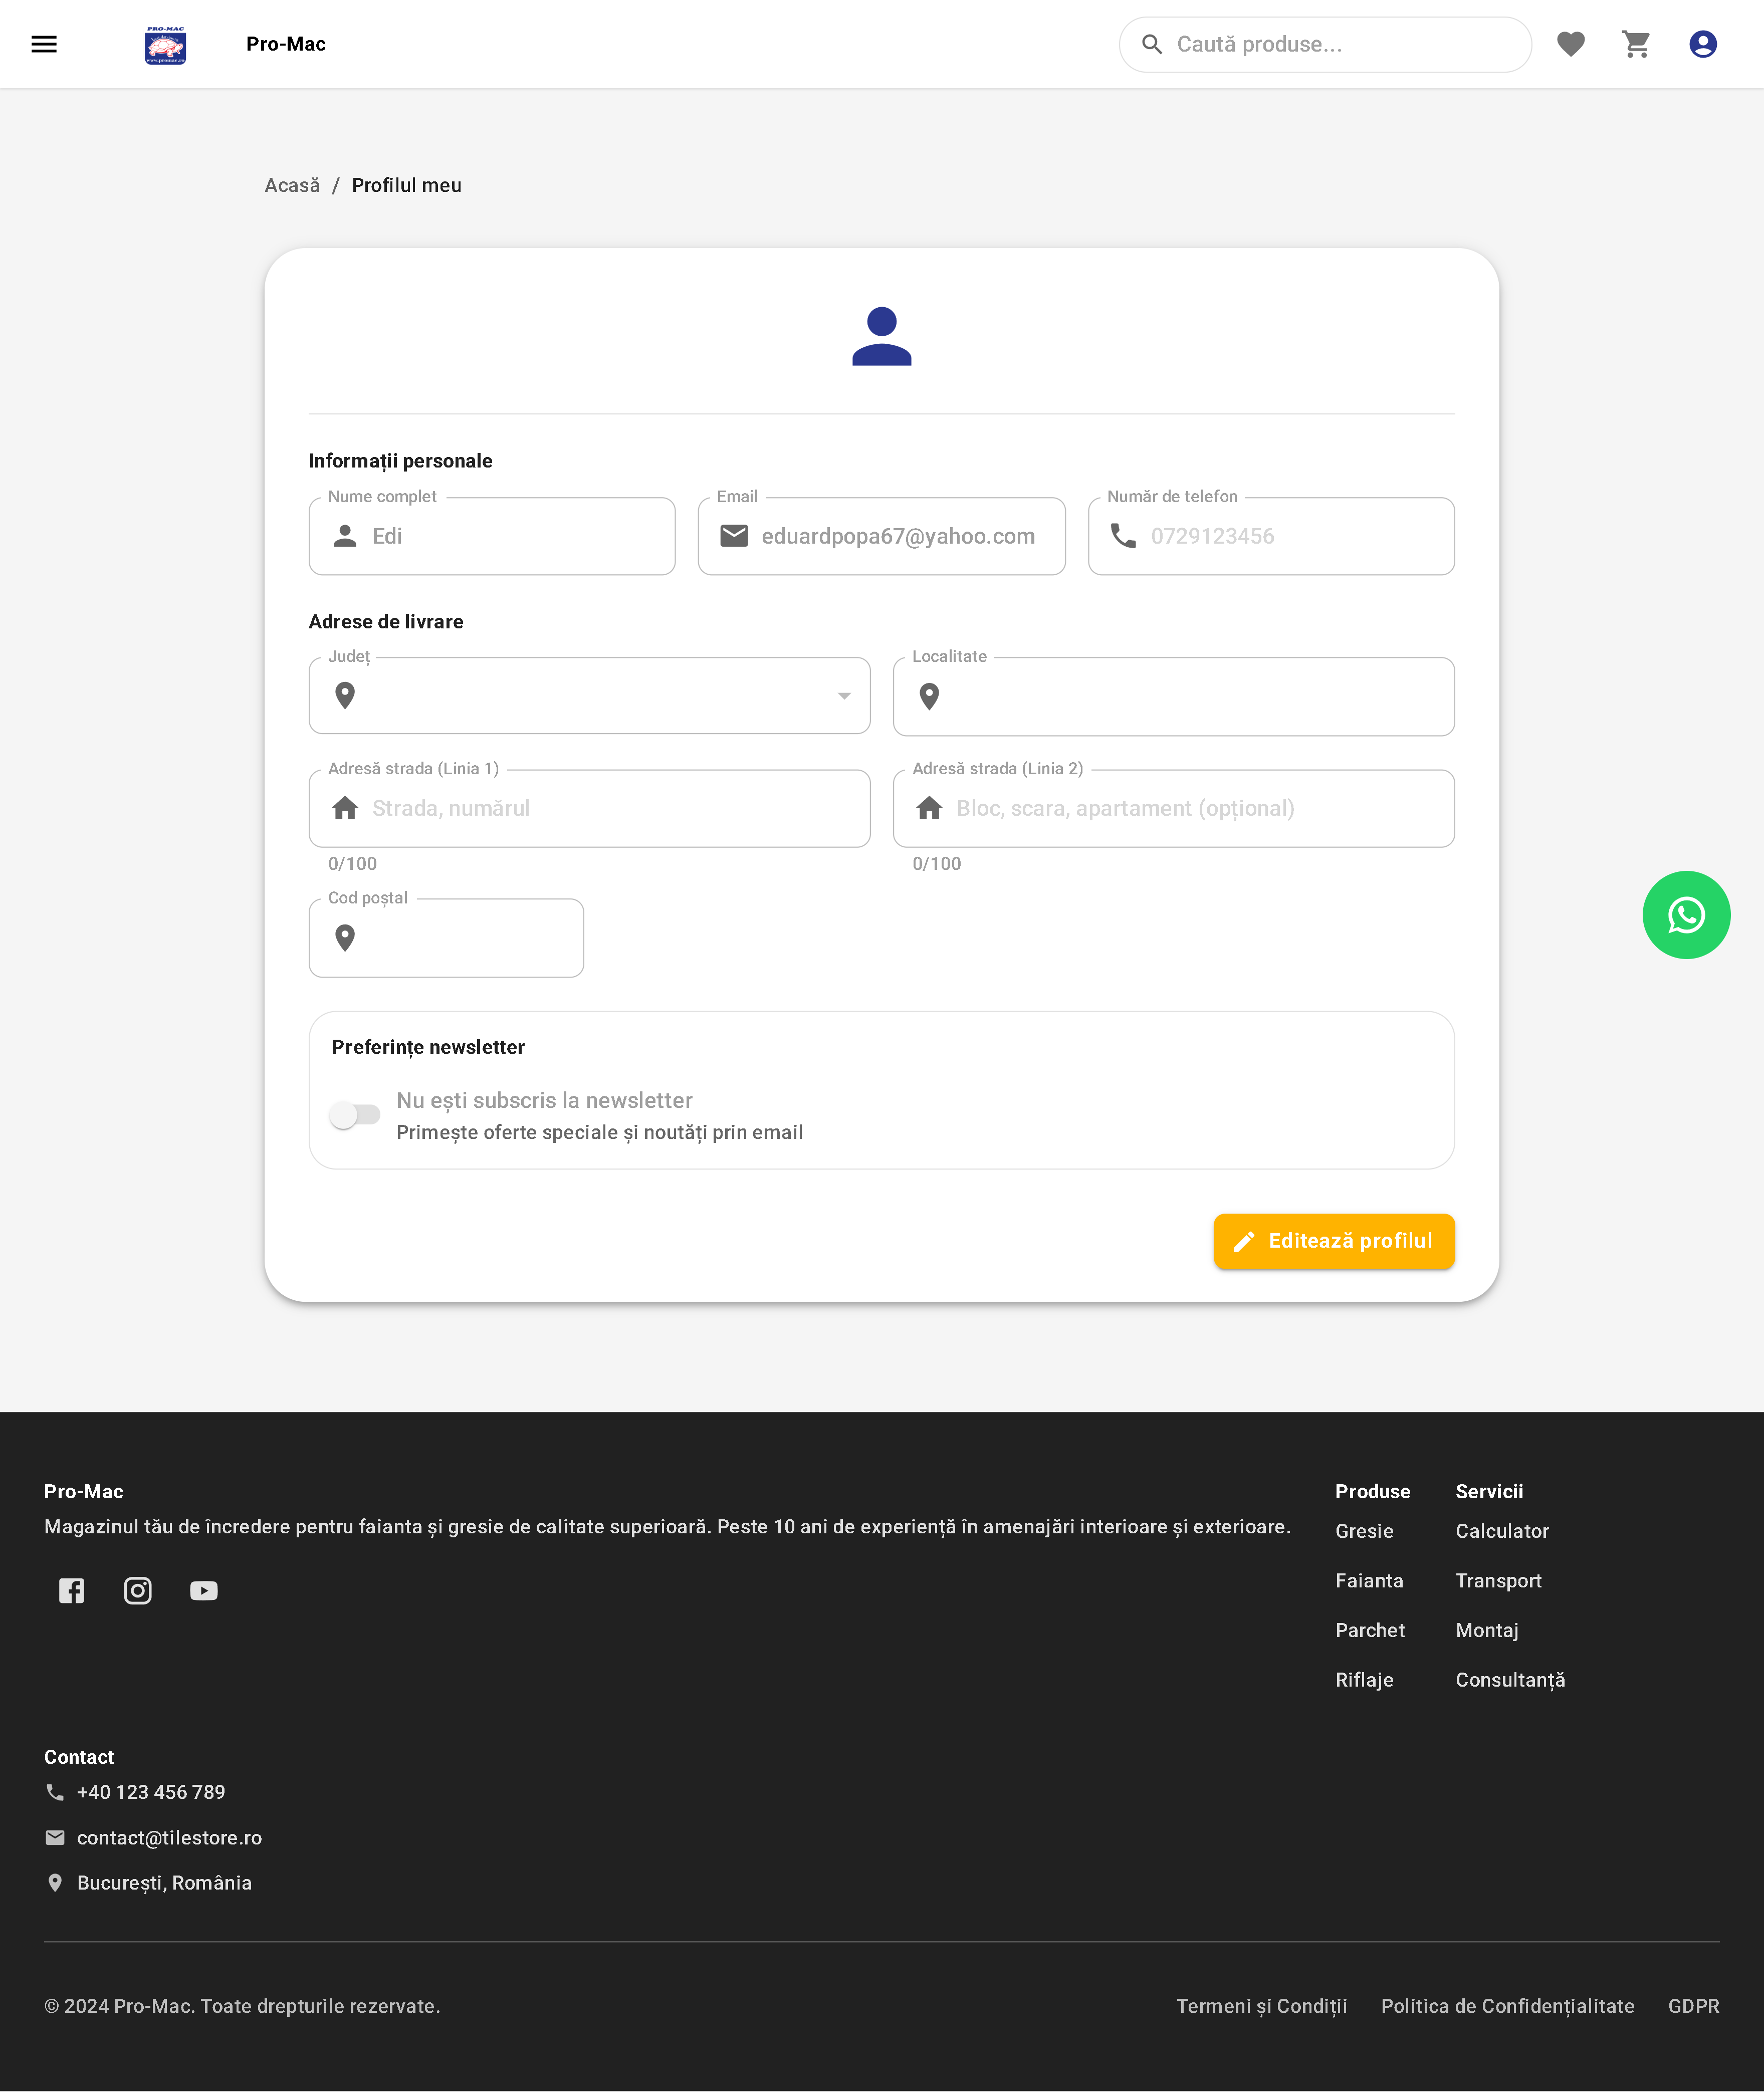 PRO-MAC
www.promac.ro
Pro-Mac
Caută produse...
Acasă / Profilul meu
Informații personale
Nume complet
Edi
Email
eduardpopa67@yahoo.com
Număr de telefon
0729123456
Adrese de livrare
Județ
Localitate
Adresă strada (Linia 1)
Strada, numărul
0/100
Adresă strada (Linia 2)
Bloc, scara, apartament (opțional)
0/100
Cod poștal
Preferințe newsletter
Nu ești subscris la newsletter
Primește oferte speciale și noutăți prin email
Editează profilul
Pro-Mac
Magazinul tău de încredere pentru faianta și gresie de calitate superioară. Peste 10 ani de experiență în amenajări interioare și exterioare.
Produse
Gresie
Faianta
Parchet
Riflaje
Servicii
Calculator
Transport
Montaj
Consultanță
Contact
+40 123 456 789
contact@tilestore.ro
București, România
© 2024 Pro-Mac. Toate drepturile rezervate.
Termeni și Condiții
Politica de Confidențialitate
GDPR